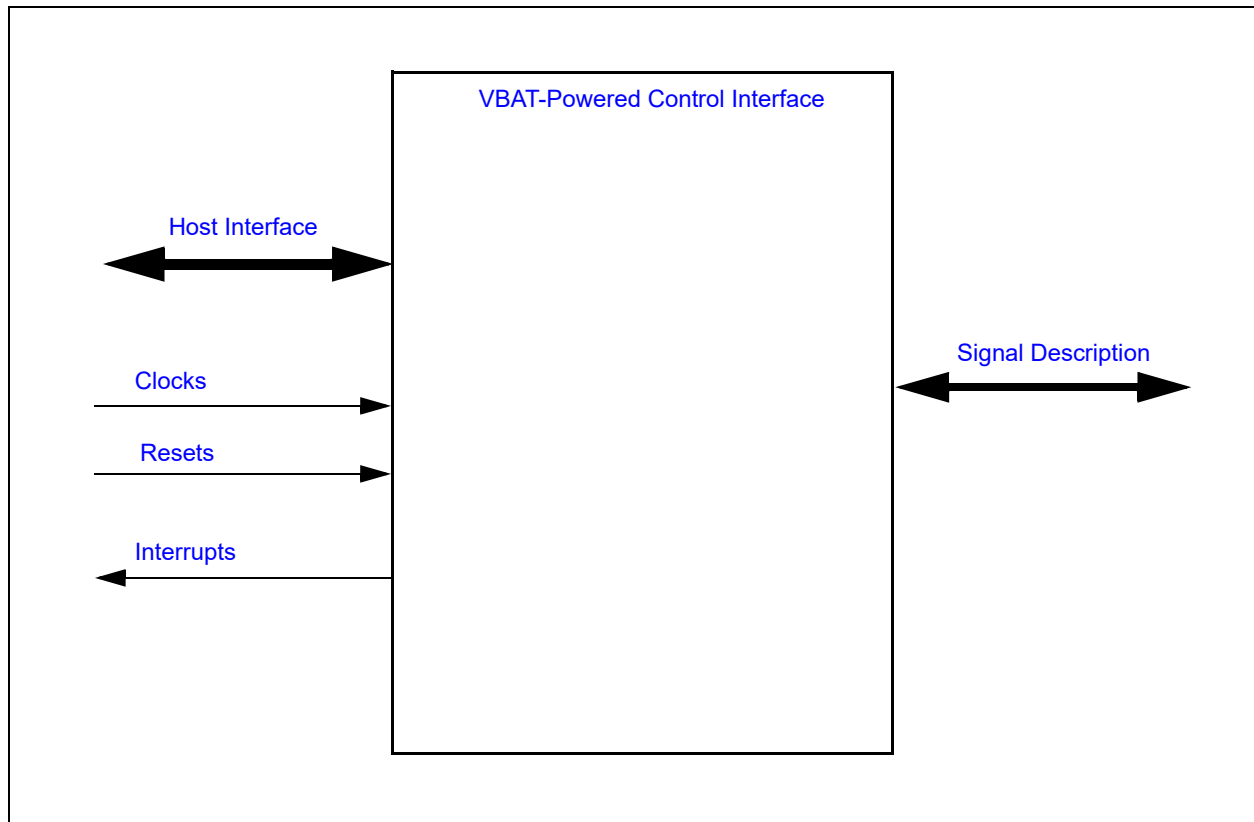 VBAT-Powered Control Interface
Host Interface
Signal Description
Clocks
Resets
Interrupts